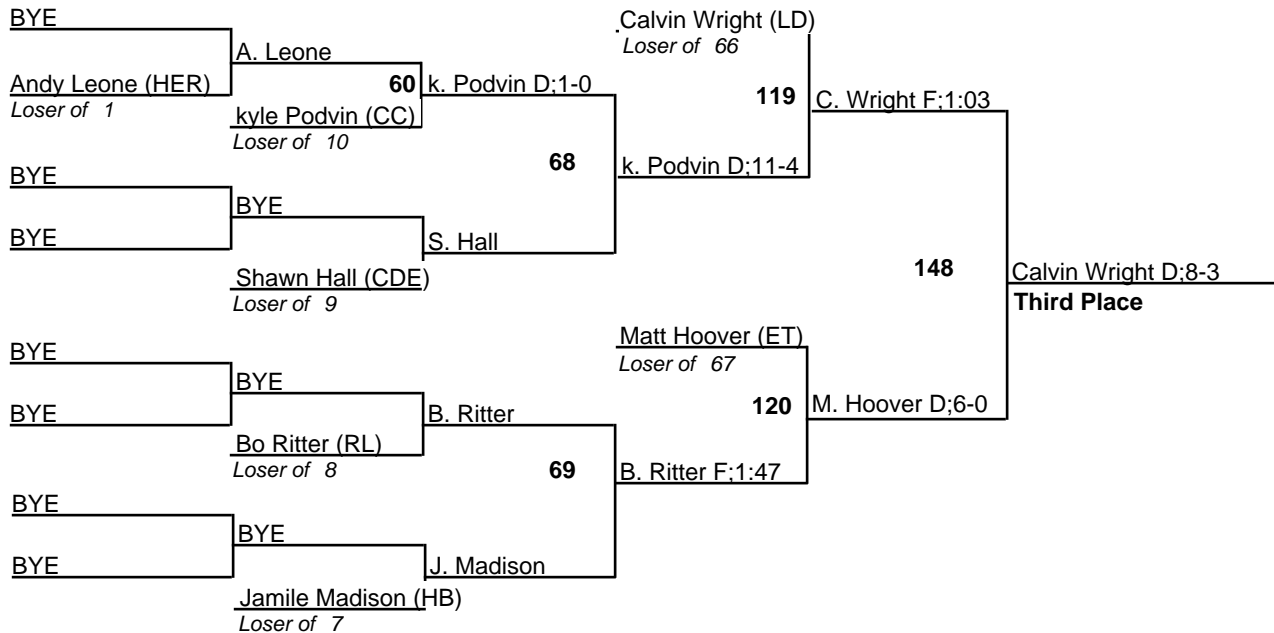 BYE
Calvin Wright (LD)
Loser of 66
A. Leone
Andy Leone (HER)
Loser of 1
60
k. Podvin D;1-0
119
C. Wright F;1:03
kyle Podvin (CC)
Loser of 10
68
k. Podvin D;11-4
BYE
BYE
BYE
S. Hall
148
Calvin Wright D;8-3
Third Place
Shawn Hall (CDE)
Loser of 9
Matt Hoover (ET)
Loser of 67
BYE
BYE
BYE
B. Ritter
120
M. Hoover D;6-0
Bo Ritter (RL)
Loser of 8
69
B. Ritter F;1:47
BYE
BYE
BYE
J. Madison
Jamile Madison (HB)
Loser of 7